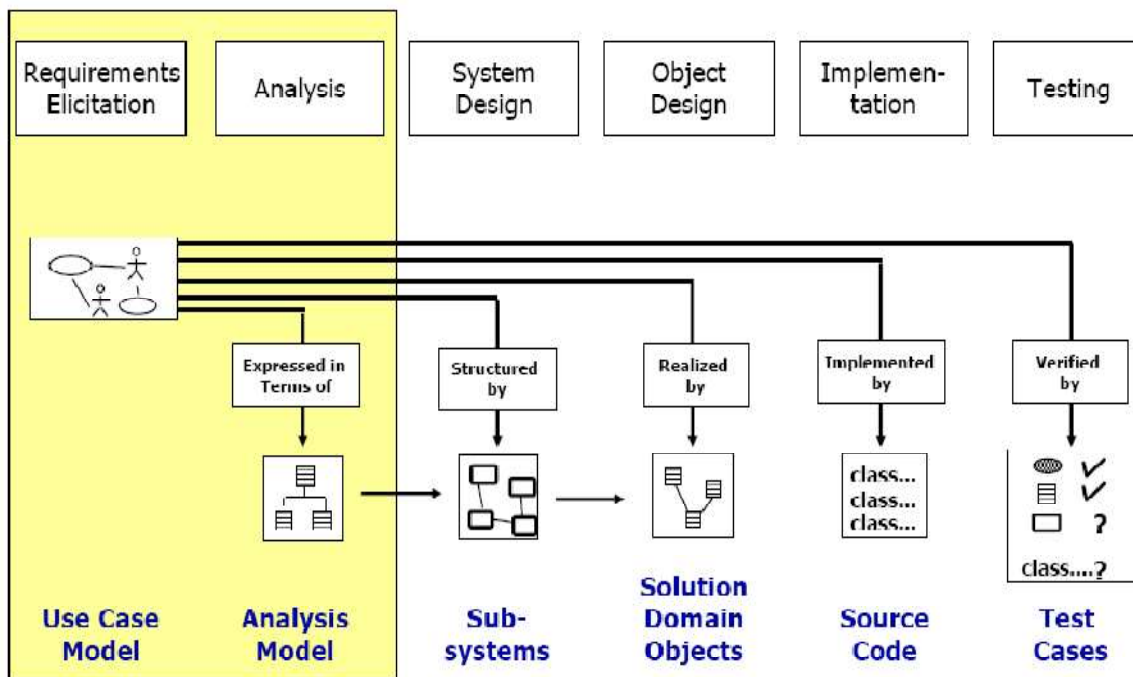 Requirements
Elicitation
Analysis
System
Design
Object
Design
Implemen-
tation
Testing
Expressed in
Terms of
Structured
by
Realized
by
Implemented
by
Verified
by
class...
class...
class...
?
class....?
Use Case
Model
Analysis
Model
Sub-
systems
Solution
Domain
Objects
Source
Code
Test
Cases